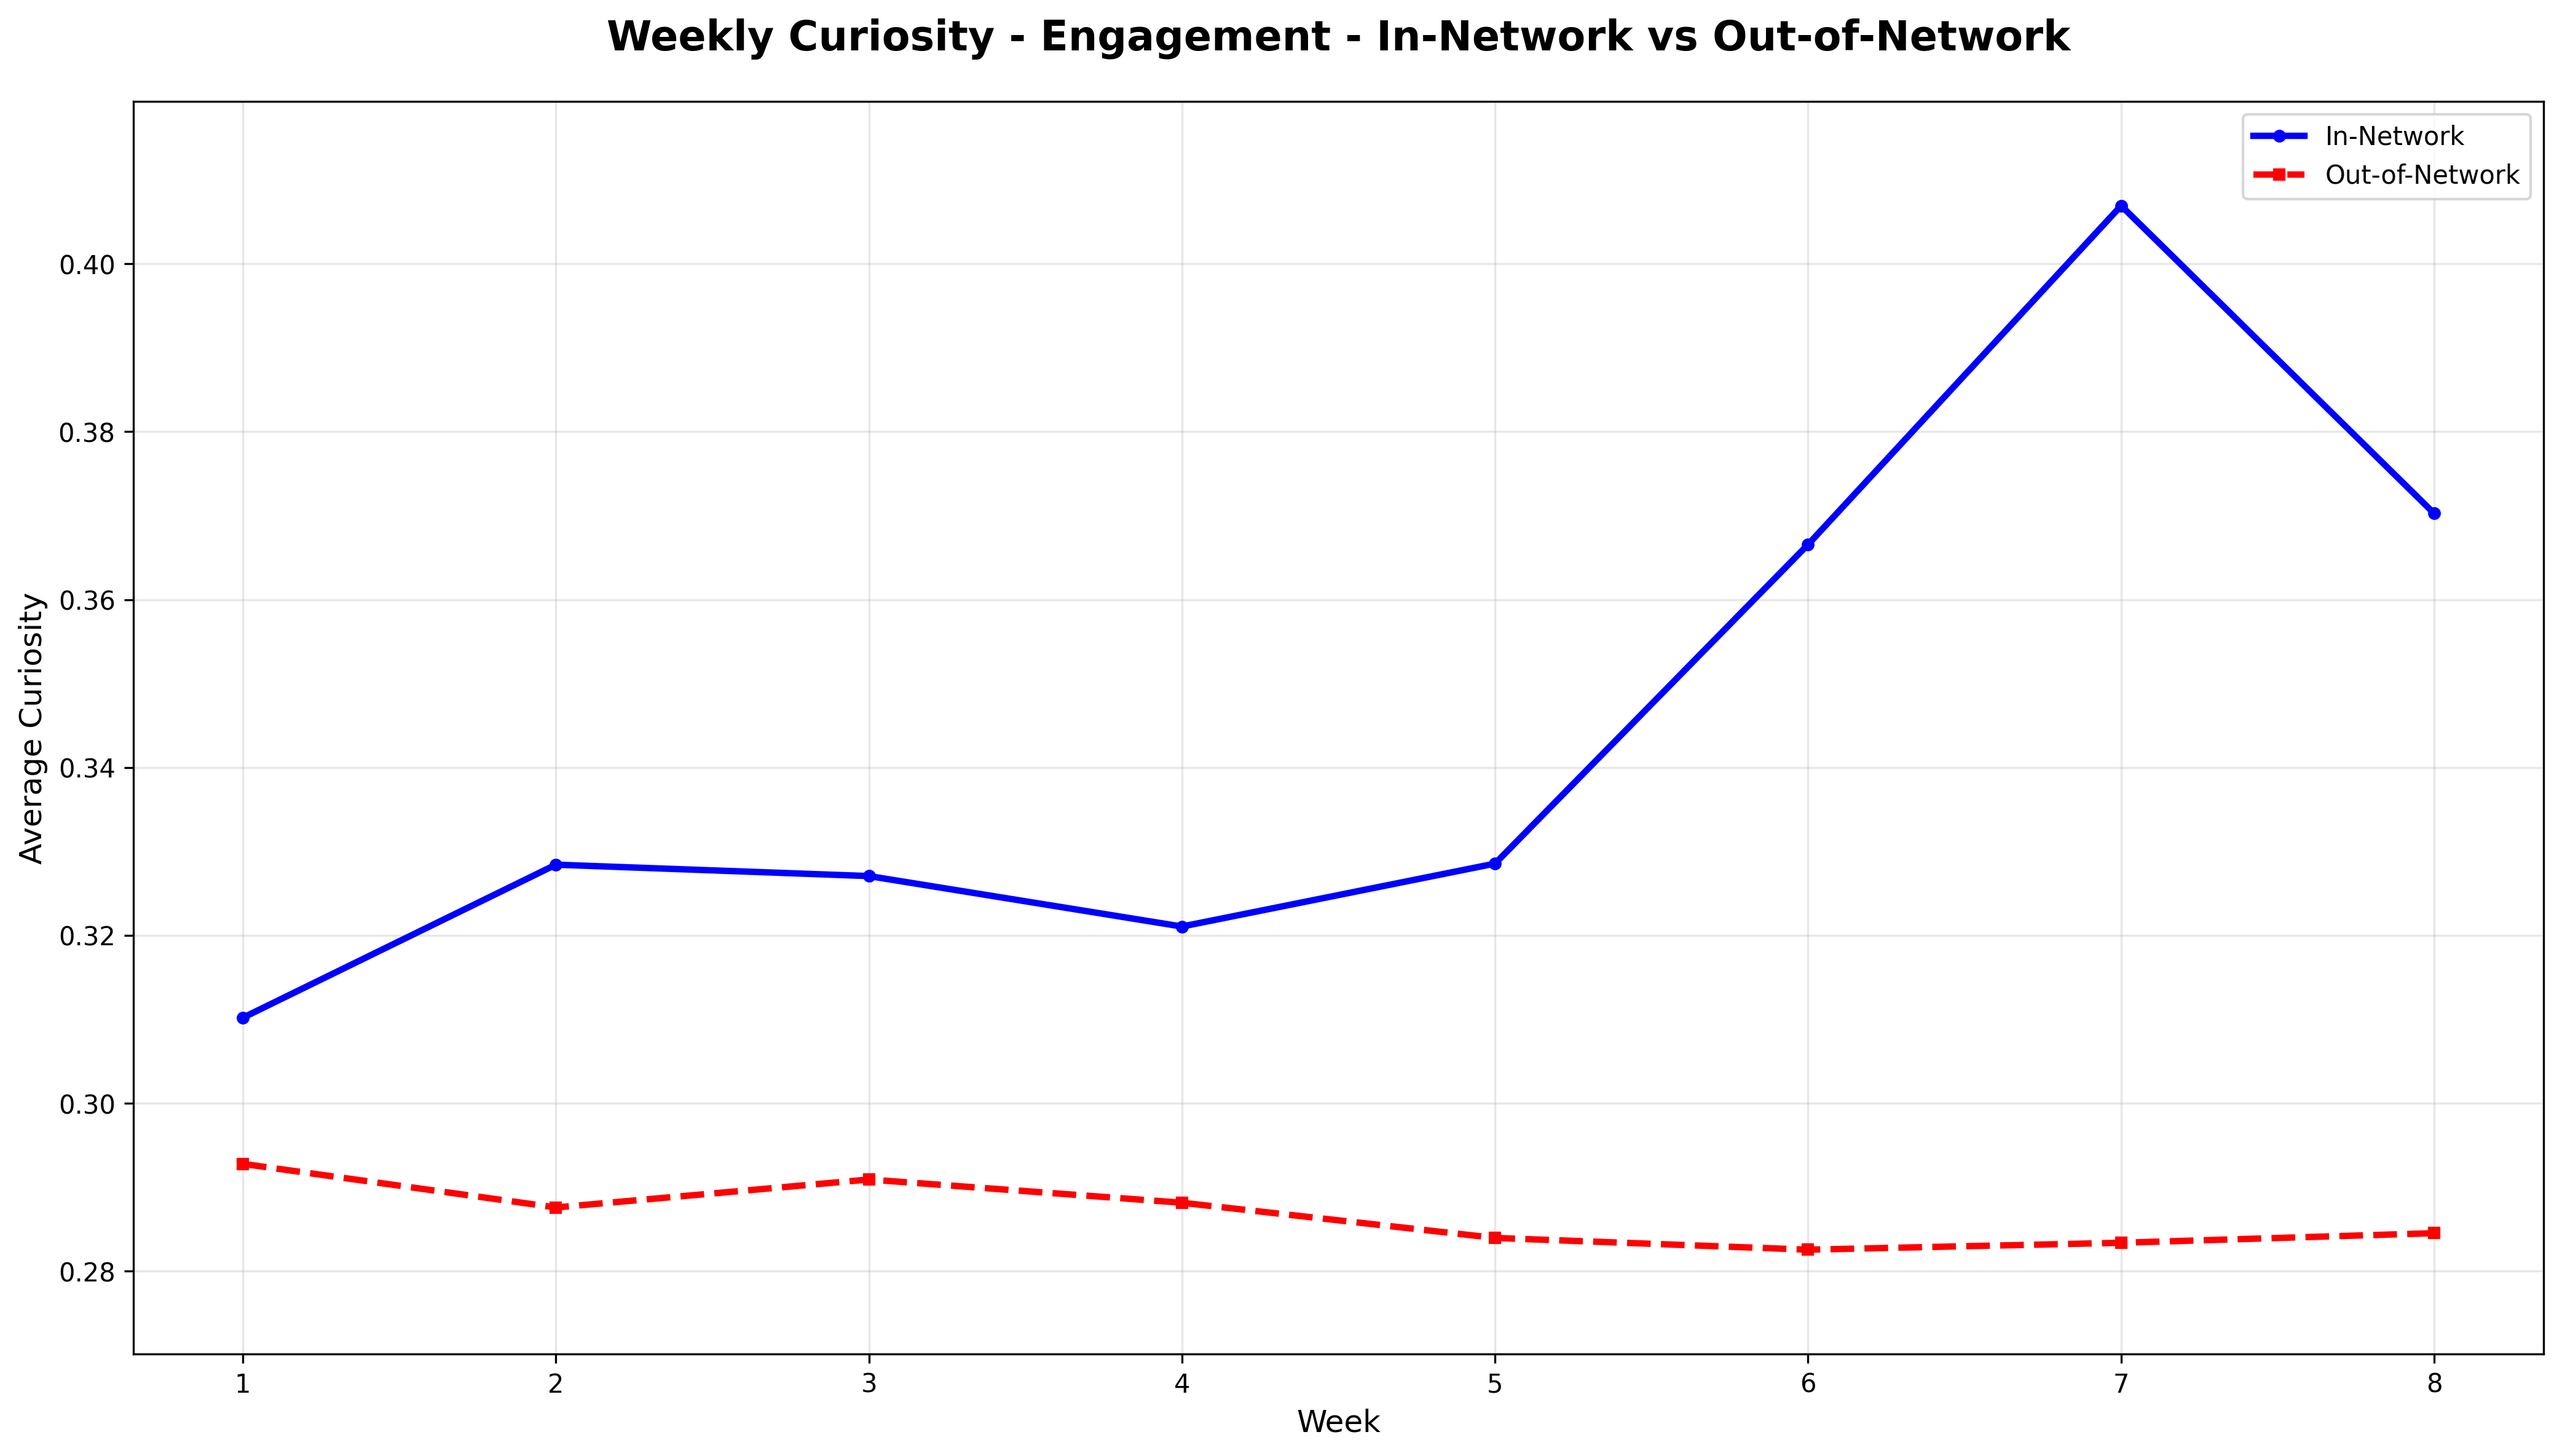 Weekly Curiosity - Engagement - In-Network vs Out-of-Network
In-Network
Out-of-Network
Average Curiosity
0.40
0.38
0.36
0.34
0.32
0.30
0.28
1 2 3 4 5 6 7 8
Week